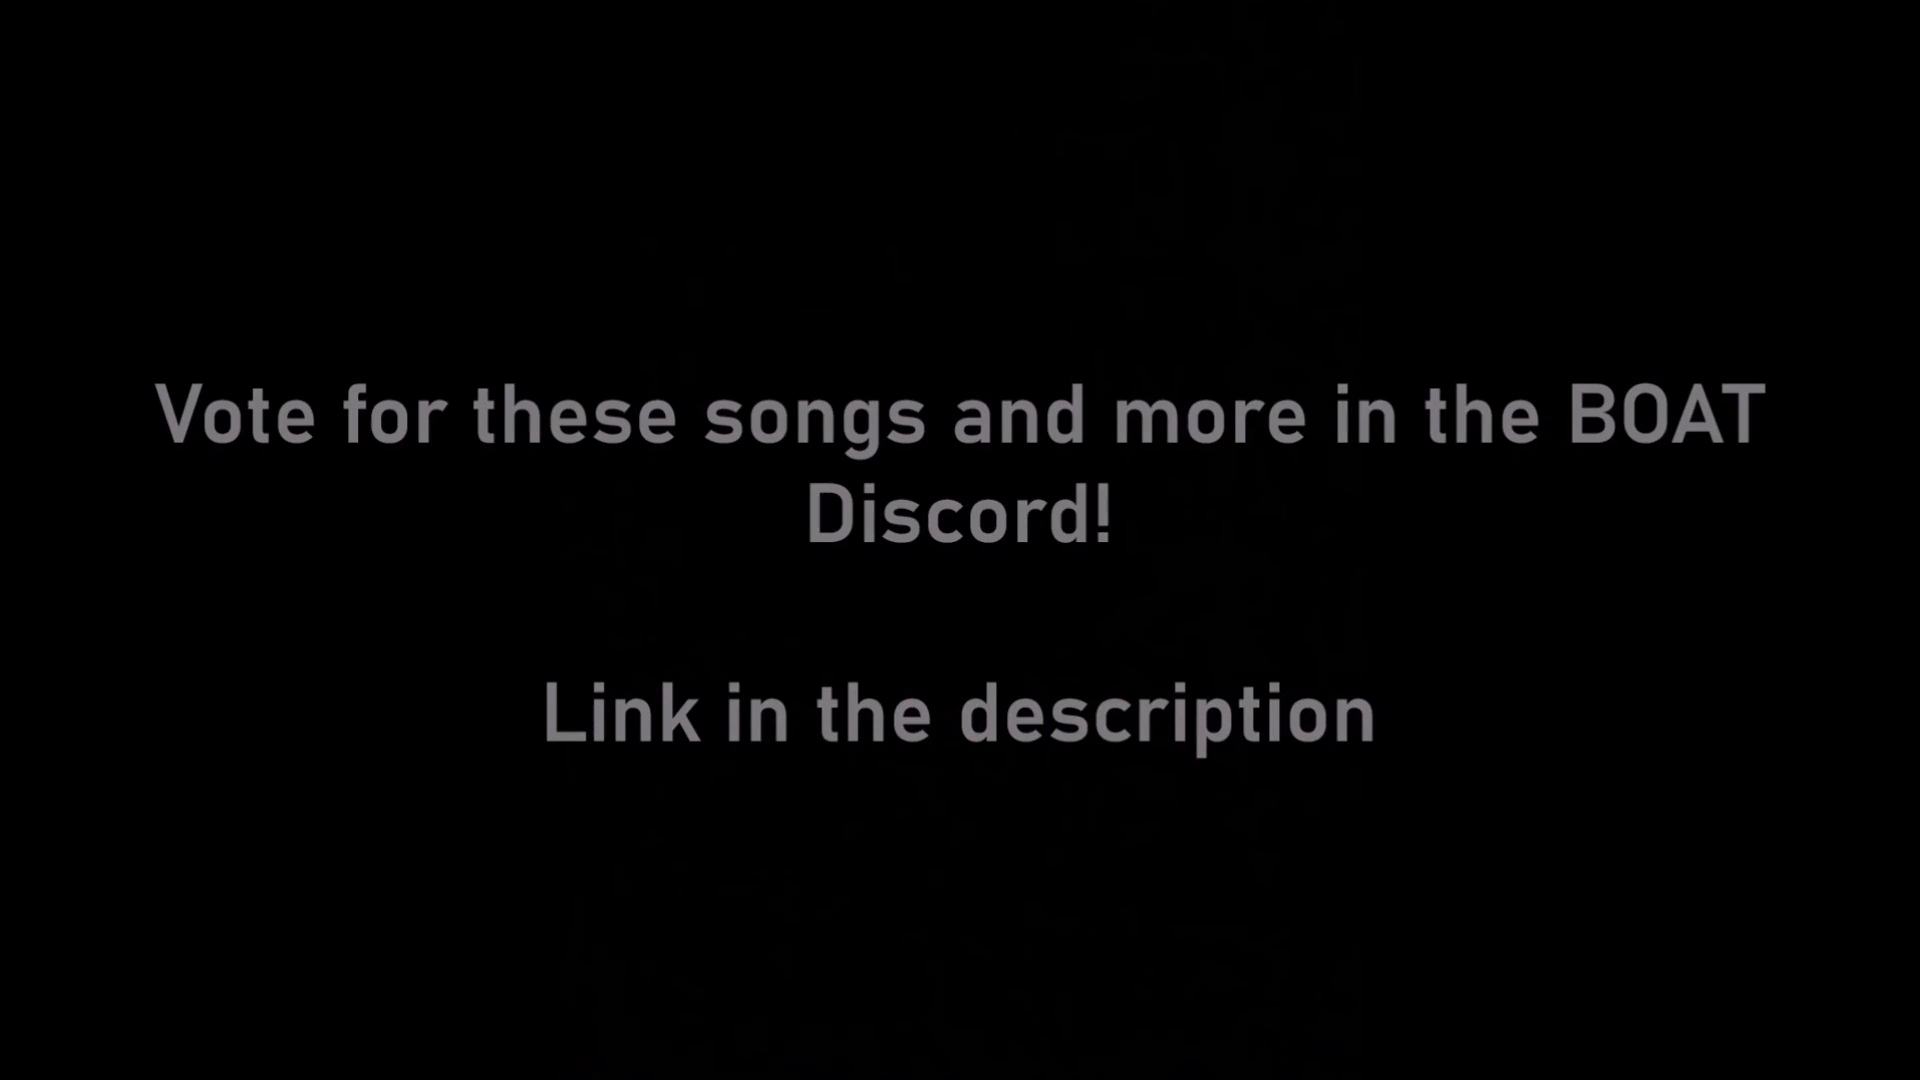 Vote for these songs and more in the BOAT
Discord!
Link in the description